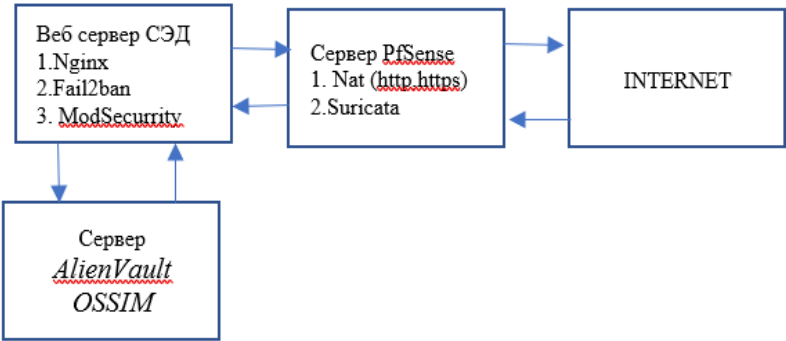 Веб сервер СЭД
1.Nginx
2.Fail2ban
3. ModSecurrity
Сервер PfSense
1. Nat (http.https)
2.Suricata
INTERNET
Сервер
AlienVault
OSSIM